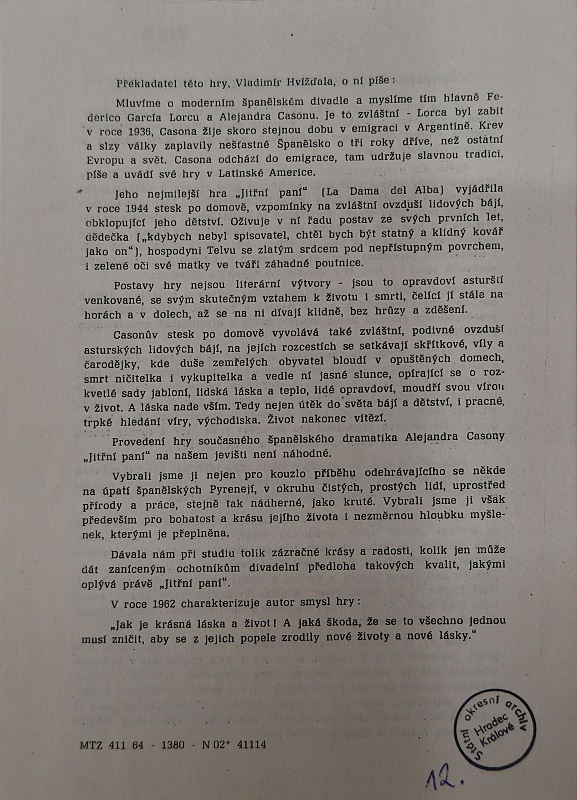 Překladatel této hry, Vladimír Hvížďala, o ní píše:
Mluvíme o moderním španělském divadle a myslíme tím hlavně Fe-
derico García Lorcu a Alejandra Casonu. Je to zvláštní - Lorca byl zabit
v roce 1936, Casona žije skoro stejnou dobu v emigraci v Argentině. Krev
a slzy války zaplavily nešťastné Španělsko o tři roky dříve, než ostatní
Evropu a svět. Casona odchází do emigrace, tam udržuje slavnou tradici,
píše a uvádí své hry v Latinské Americe.
Jeho nejmilejší hra „Jitřní paní" (La Dama del Alba) vyjádřila
v roce 1944 stesk po domově, vzpomínky na zvláštní ovzduší lidových bájí,
obklopující jeho dětství. Oživuje v ní řadu postav ze svých prvních let,
dědečka („kdybych nebyl spisovatel, chtěl bych být statný a klidný kovář
jako on"), hospodyni Telvu se zlatým srdcem pod nepřístupným povrchem,
i zelené oči své matky ve tváři záhadné poutnice.
Postavy hry nejsou literární výtvory - jsou to opravdoví asturští
venkované, se svým skutečným vztahem k životu i smrti, čelící jí stále na
horách a v dolech, až se na ni dívají klidně, bez hrůzy a zděšení.
Casonův stesk po domově vyvolává také zvláštní, podivné ovzduší
asturských lidových bájí, na jejích rozcestích se setkávají skřítkové, víly a
čarodějky, kde duše zemřelých obyvatel bloudí v opuštěných domech,
smrt ničitelka i vykupitelka a vedle ní jasné slunce, opírající se o roz-
kvetlé sady jabloní, lidská láska a teplo, lidé opravdoví, moudří svou vírou
v život. A láska nade vším. Tedy nejen útěk do světa bájí a dětství, i pracné,
trpké hledání víry, východiska. Život nakonec vítězí.
Provedení hry současného španělského dramatika Alejandra Casony
„Jitřní paní" na našem jevišti není náhodné.
Vybrali jsme ji nejen pro kouzlo příběhu odehrávajícího se někde
na úpatí španělských Pyrenejí, v okruhu čistých, prostých lidí, uprostřed
přírody a práce, stejně tak nádherné, jako kruté. Vybrali jsme ji však
především pro bohatost a krásu jejího života i nezměrnou hloubku myšle-
nek, kterými je přeplněna.
Dávala nám při studiu tolik zázračné krásy a radosti, kolik jen může
dát zaníceným ochotníkům divadelní předloha takových kvalit, jakými
oplývá právě „Jitřní paní".
V roce 1962 charakterizuje autor smysl hry:
„Jak je krásná láska a život! A jaká škoda, že se to všechno jednou
musí zničit, aby se z jejich popele zrodily nové životy a nové lásky."
MTZ 411 64 - 1380 - N 02* 41114
Státní okresní archiv
Hradec
Králové
12.